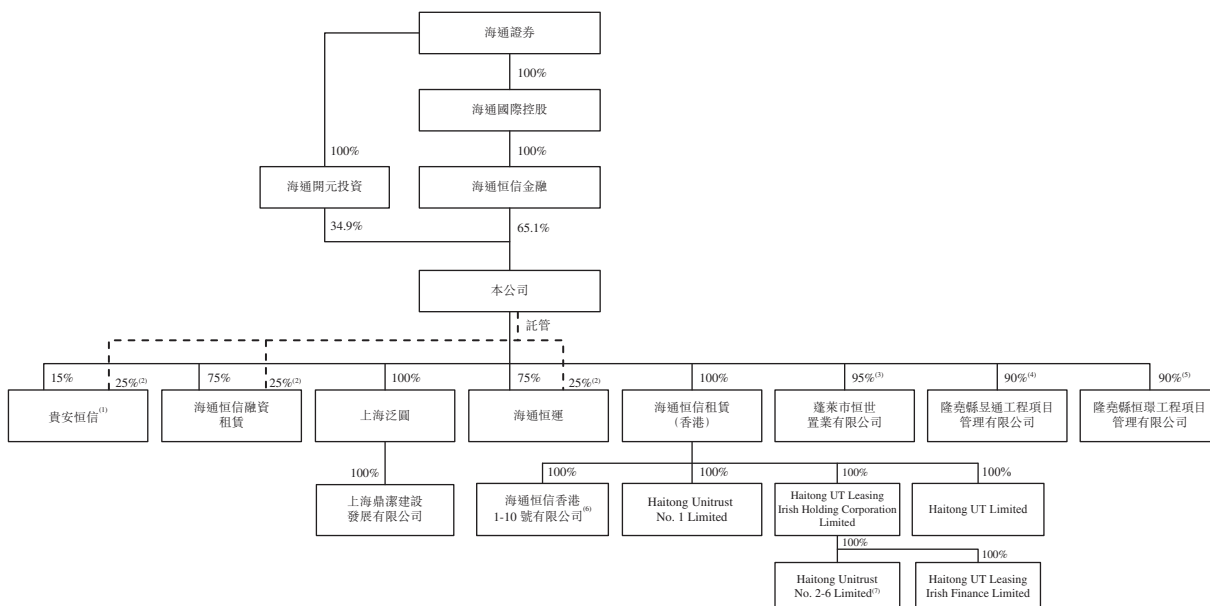 海通證券
100%
海通國際控股
100%
100%
海通開元投資
海通恒信金融
34.9%
65.1%
本公司
託管
15%
25%(2)
75%
25%(2)
100%
75%
25%(2)
100%
95%(3)
90%(4)
90%(5)
貴安恒信(1)
海通恒信融資
租賃
上海泛圓
海通恒運
海通恒信租賃
(香港)
蓬萊市恒世
置業有限公司
隆堯縣昱通工程項目
管理有限公司
隆堯縣恒璟工程項目
管理有限公司
100%
100%
100%
100%
100%
上海鼎潔建設
發展有限公司
海通恒信香港
1-10 號有限公司(6)
Haitong Unitrust
No. 1 Limited
Haitong UT Leasing
Irish Holding Corporation
Limited
Haitong UT Limited
100%
100%
Haitong Unitrust
No. 2-6 Limited(7)
Haitong UT Leasing
Irish Finance Limited